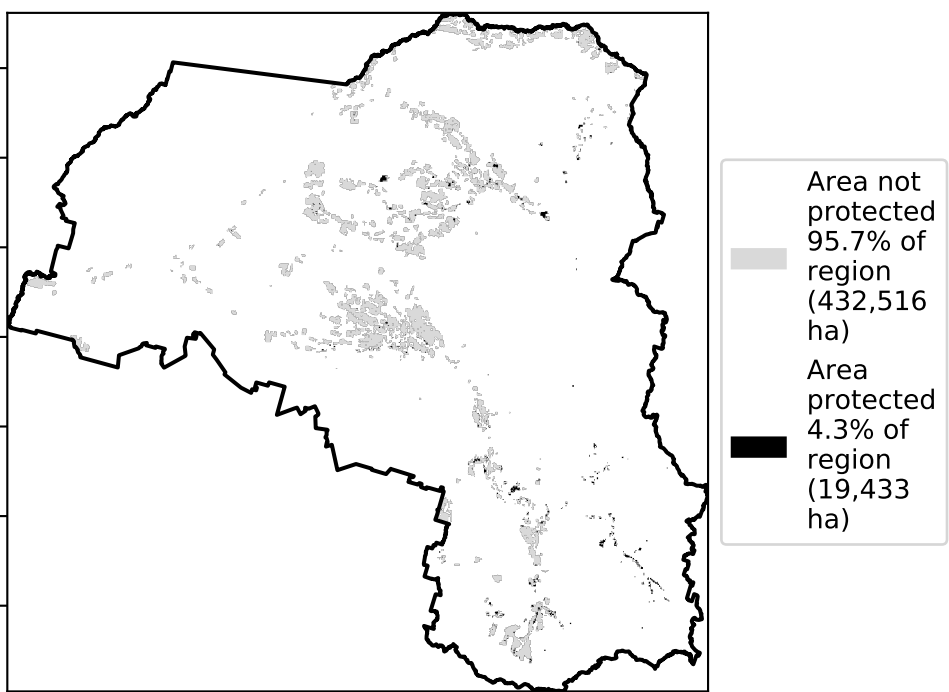 Area not
protected
95.7% of
region
(432,516
ha)
Area
protected
4.3% of
region
(19,433
ha)